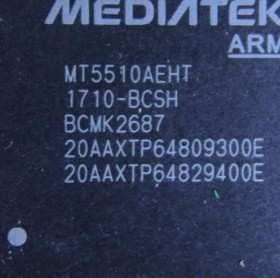 MEDIATEK
ARM
MT5510AEHT
1710-BCSH
BCMK2687
20AAXTP64809300E
20AAXTP64829400E